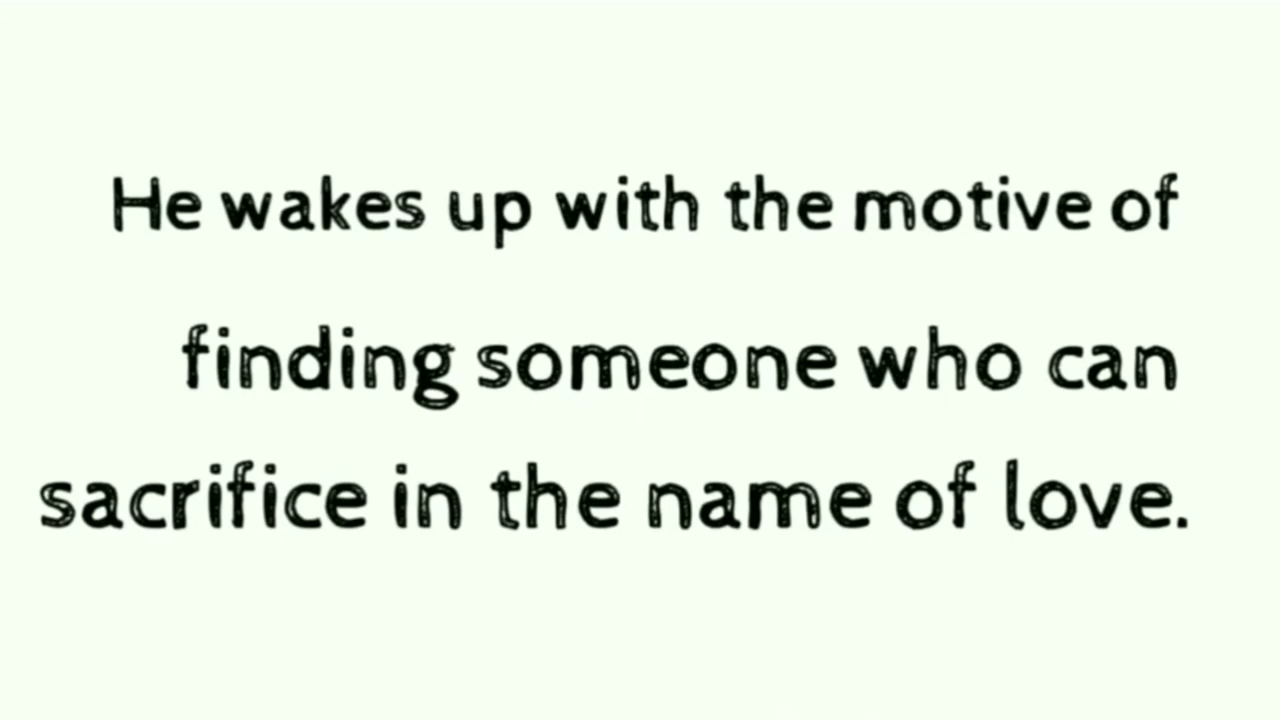 He wakes up with the motive of
finding someone who can
sacrifice in the name of love.